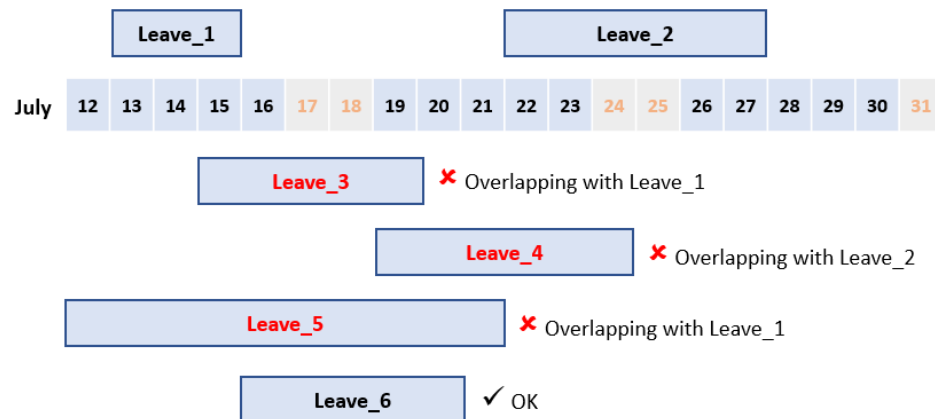 Leave_1 Leave_2
July 12 13 14 15 16 17 18 19 20 21 22 23 24 25 26 27 28 29 30 31
Leave_3 ✘ Overlapping with Leave_1
Leave_4 ✘ Overlapping with Leave_2
Leave_5 ✘ Overlapping with Leave_1
Leave_6 ✓ OK